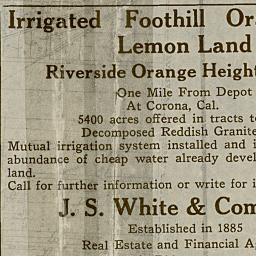 Irrigated Foothill Or
Lemon Land
Riverside Orange Height
One Mile From Depot
At Corona, Cal.
5400 acres offered in tracts t
Decomposed Reddish Granite
Mutual irrigation system installed and i
abundance of cheap water already devel
land.
Call for further information or write for i
J. S. White & Com
Established in 1885
Real Estate and Financial A